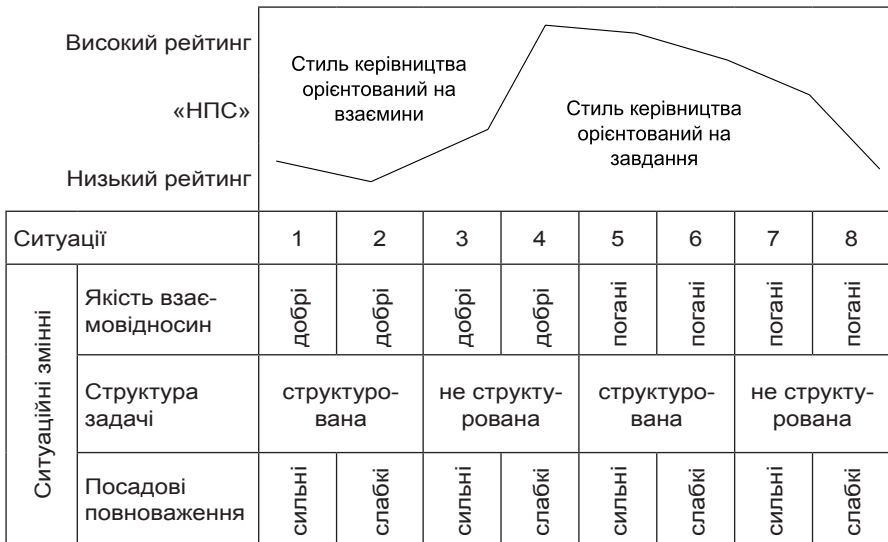 Високий рейтинг
«НПС»
Низький рейтинг
Стиль керівництва
орієнтований на
взаємини
Стиль керівництва
орієнтований на
завдання
Ситуації 1 2 3 4 5 6 7 8
Ситуаційні змінні
Якість взає-
мовідносин
добрі добрі добрі добрі погані погані погані погані
Структура
задачі
структуро-
вана
не структу-
рована
структуро-
вана
не структу-
рована
Посадові
повноваження
сильні слабкі сильні слабкі сильні слабкі сильні слабкі